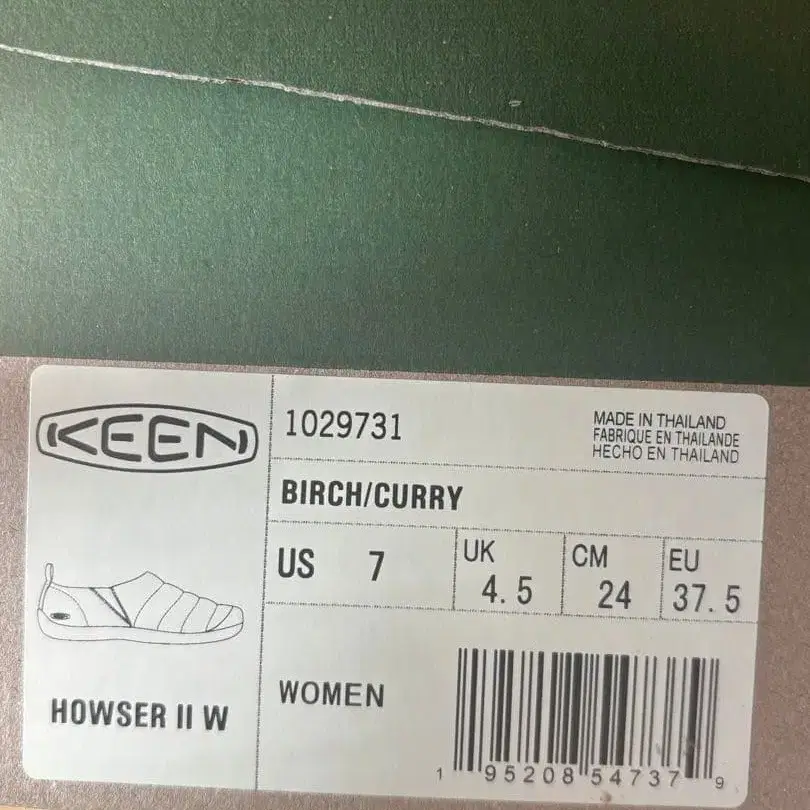 KEEN
1029731
MADE IN THAILAND
FABRIQUE EN THAILANDE
HECHO EN THAILAND
BIRCH/CURRY
US 7
UK 4.5
CM 24
EU 37.5
HOWSER II W
WOMEN
1 95208 54737 9